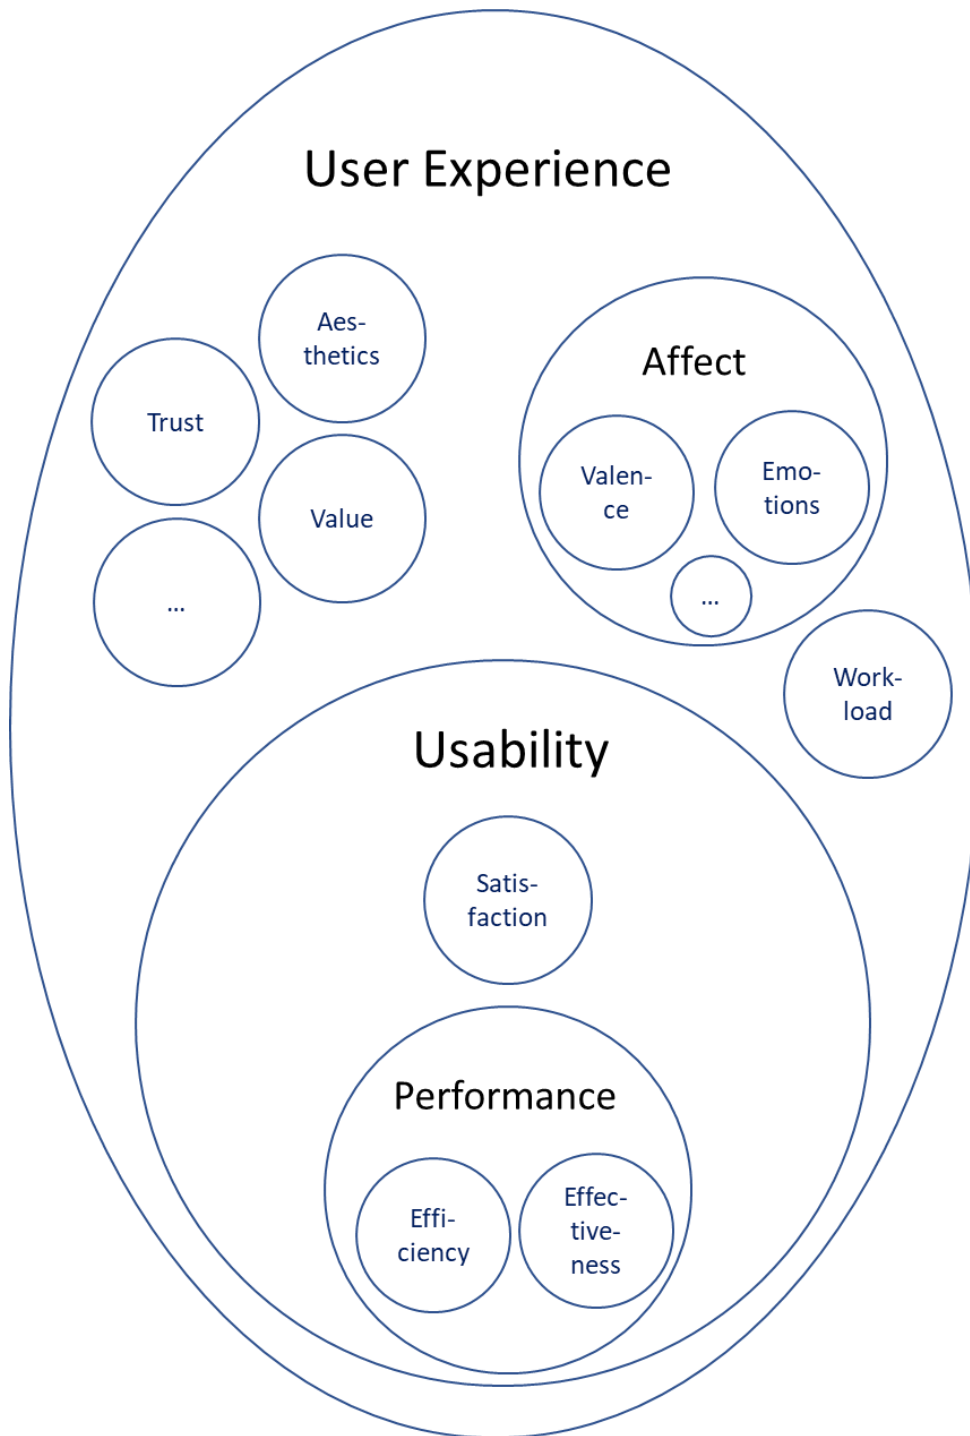 User Experience
Aes-
thetics
Trust
Value
...
Affect
Valen-
ce
Emo-
tions
...
Work-
load
Usability
Satis-
faction
Performance
Effi-
ciency
Effec-
tive-
ness